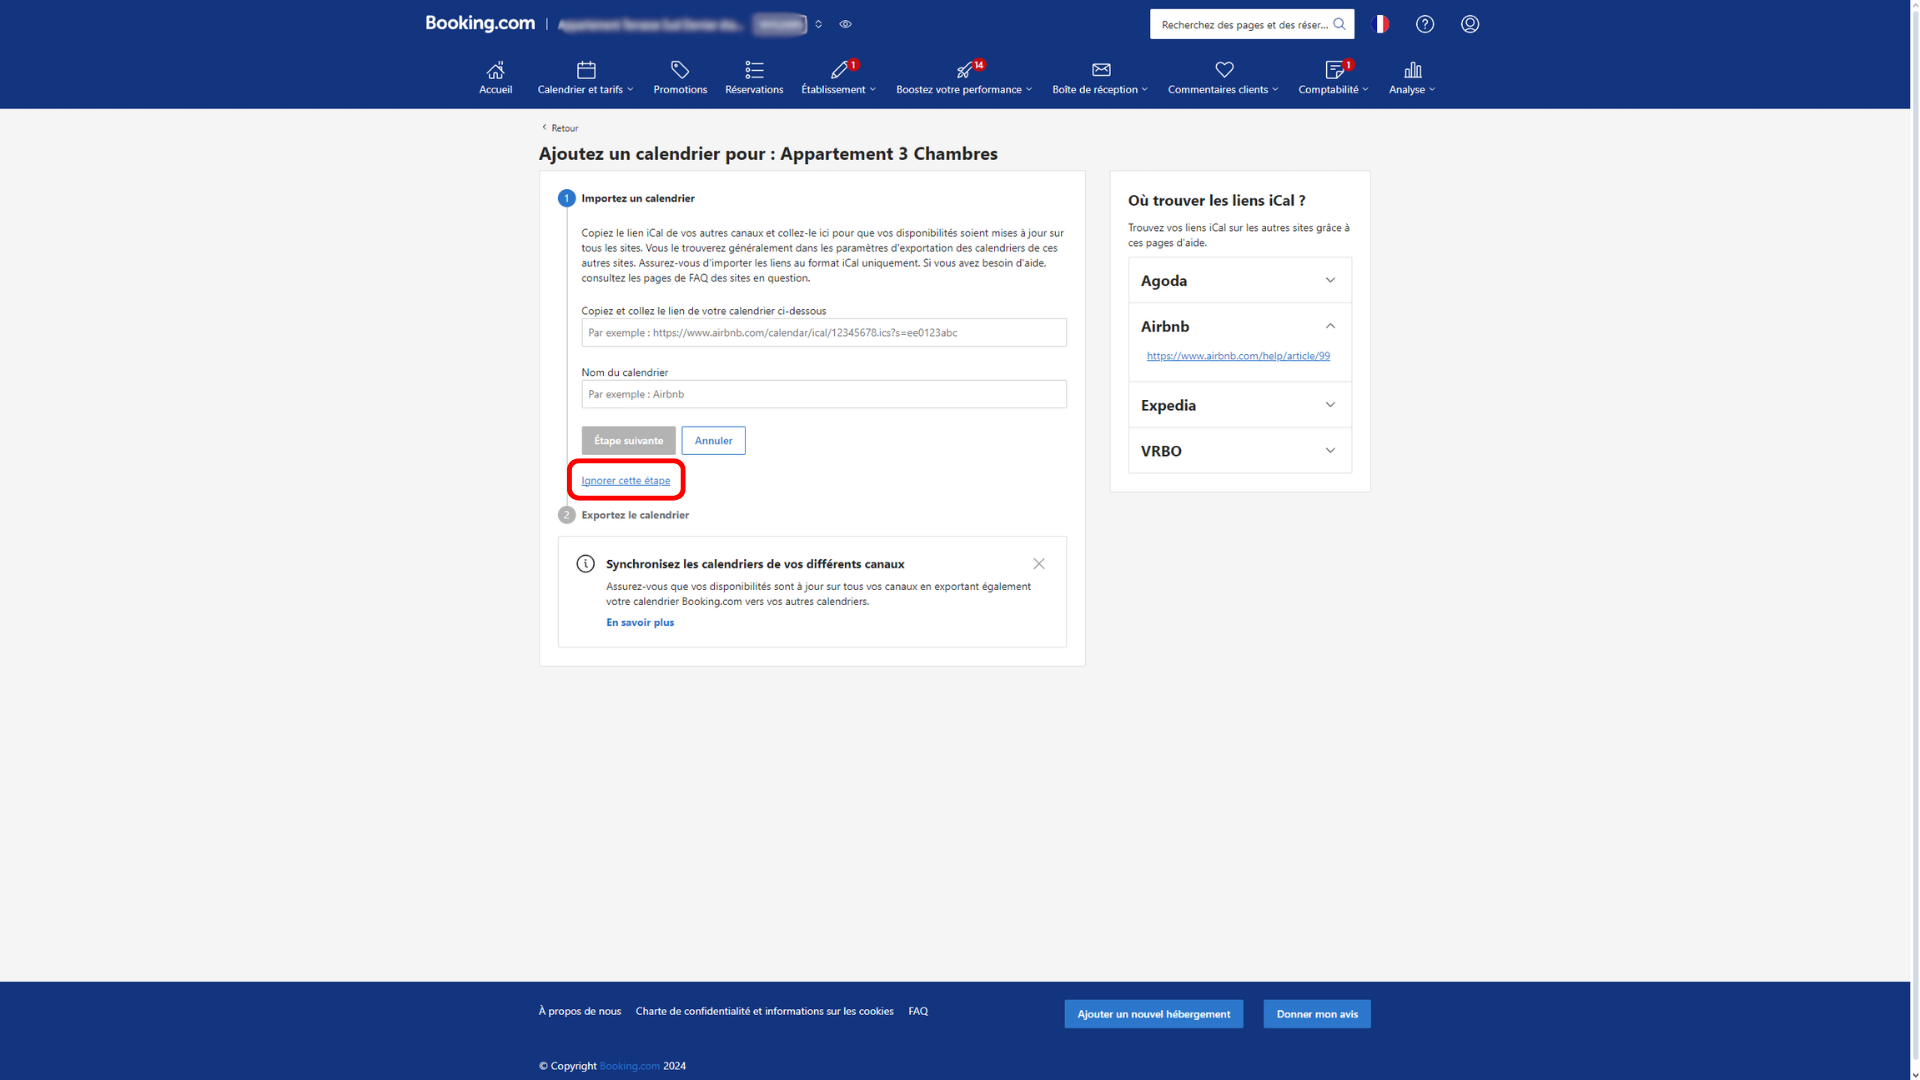 Booking.com
Recherchez des pages et des réser...
Accueil
Calendrier et tarifs
Promotions
Réservations
Établissement
1
Boostez votre performance
14
Boîte de réception
Commentaires clients
Comptabilité
1
Analyse
Retour
Ajoutez un calendrier pour : Appartement 3 Chambres
1 Importez un calendrier
Copiez le lien iCal de vos autres canaux et collez-le ici pour que vos disponibilités soient mises à jour sur
tous les sites. Vous le trouverez généralement dans les paramètres d'exportation des calendriers de ces
autres sites. Assurez-vous d'importer les liens au format iCal uniquement. Si vous avez besoin d'aide,
consultez les pages de FAQ des sites en question.
Copiez et collez le lien de votre calendrier ci-dessous
Par exemple : https://www.airbnb.com/calendar/ical/12345678.ics?s=ee0123abc
Nom du calendrier
Par exemple : Airbnb
Étape suivante
Annuler
Ignorer cette étape
2 Exportez le calendrier
Synchronisez les calendriers de vos différents canaux
Assurez-vous que vos disponibilités sont à jour sur tous vos canaux en exportant également
votre calendrier Booking.com vers vos autres calendriers.
En savoir plus
Où trouver les liens iCal ?
Trouvez vos liens iCal sur les autres sites grâce à
ces pages d'aide.
Agoda
Airbnb
https://www.airbnb.com/help/article/99
Expedia
VRBO
À propos de nous
Charte de confidentialité et informations sur les cookies
FAQ
Ajouter un nouvel hébergement
Donner mon avis
© Copyright Booking.com 2024